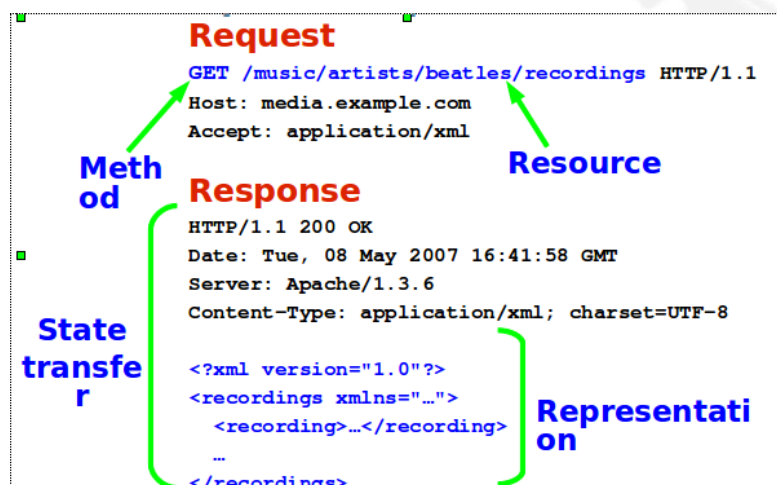 Request
GET /music/artists/beatles/recordings HTTP/1.1
Host: media.example.com
Accept: application/xml
Meth
od
Resource
Response
HTTP/1.1 200 OK
Date: Tue, 08 May 2007 16:41:58 GMT
Server: Apache/1.3.6
Content-Type: application/xml; charset=UTF-8
State
transfe
r
<?xml version="1.0"?>
<recordings xmlns="…">
<recording>…</recording>
…
</recordings>
Representati
on